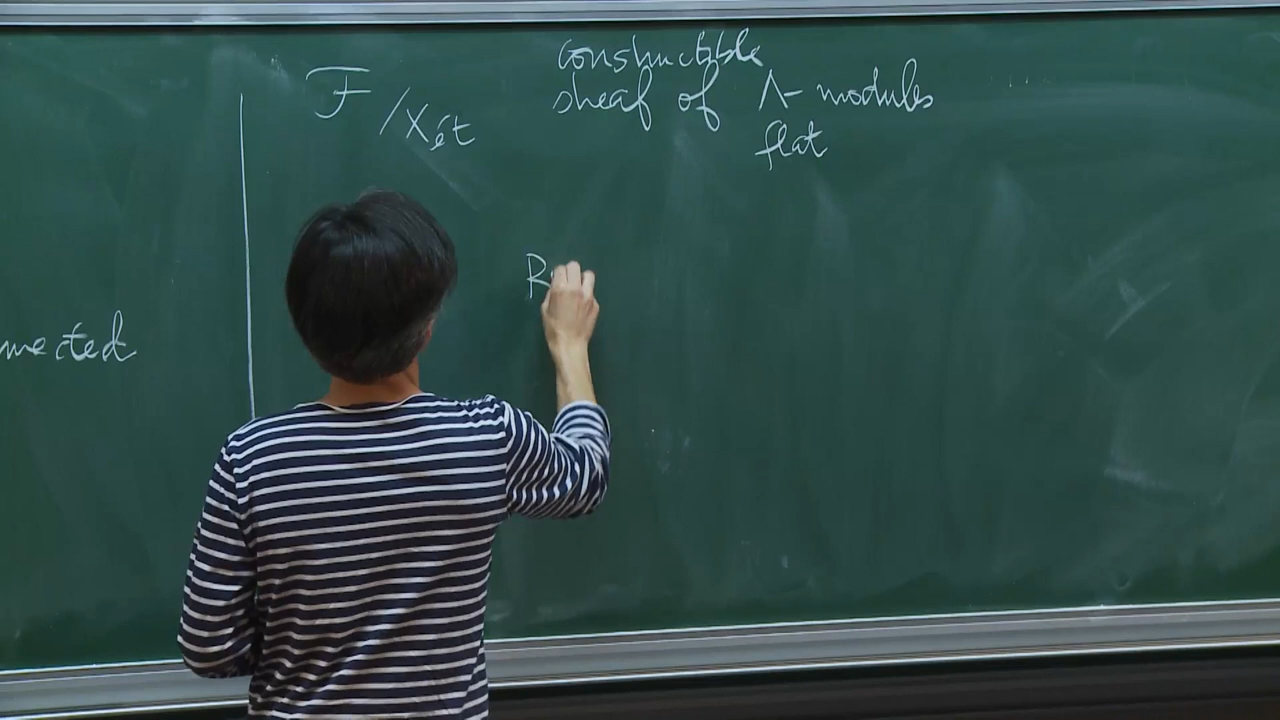 constructible
F /Xét sheaf of Λ- modules
flat
R
nnected